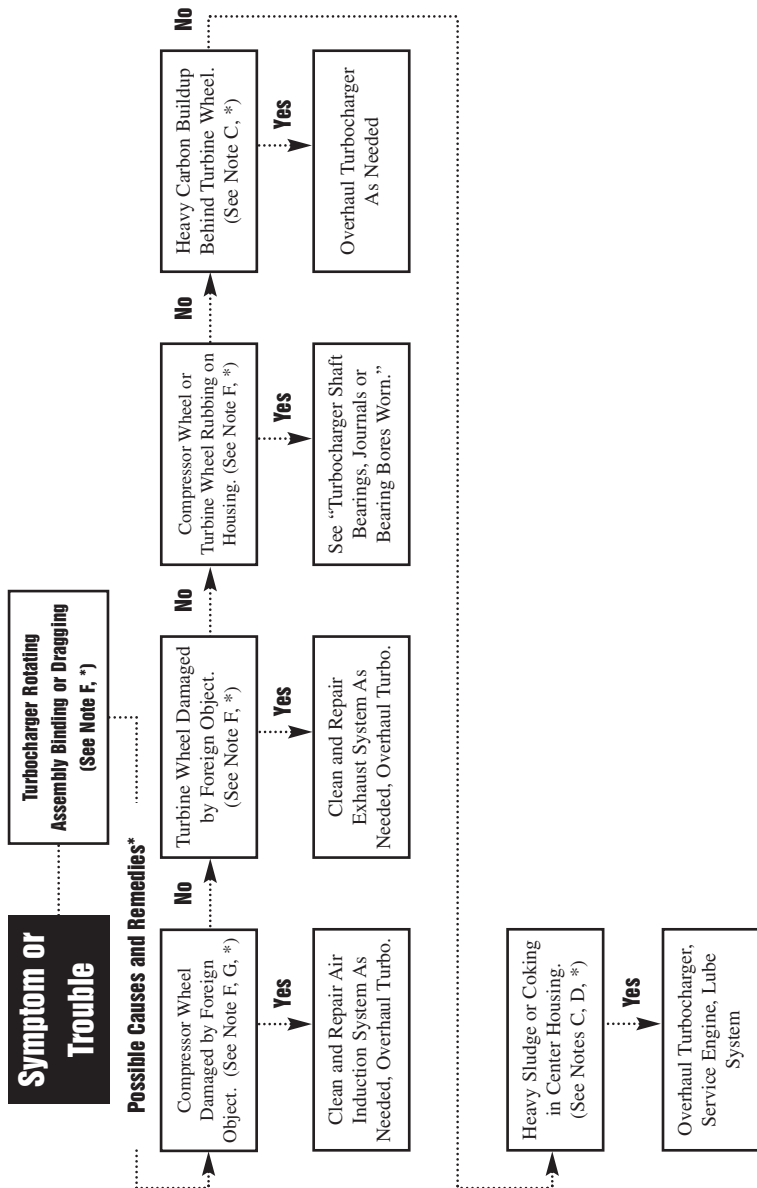 Symptom or
Trouble
Turbocharger Rotating
Assembly Binding or Dragging
(See Note F, *)
Possible Causes and Remedies*
Compressor Wheel
Damaged by Foreign
Object. (See Note F, G, *)
Yes
Clean and Repair Air
Induction System As
Needed, Overhaul Turbo.
No
Turbine Wheel Damaged
by Foreign Object.
(See Note F, *)
Yes
Clean and Repair
Exhaust System As
Needed, Overhaul Turbo.
No
Compressor Wheel or
Turbine Wheel Rubbing on
Housing. (See Note F, *)
Yes
See “Turbocharger Shaft
Bearings, Journals or
Bearing Bores Worn.”
No
Heavy Carbon Buildup
Behind Turbine Wheel.
(See Note C, *)
Yes
Overhaul Turbocharger
As Needed
No
Heavy Sludge or Coking
in Center Housing.
(See Notes C, D, *)
Yes
Overhaul Turbocharger,
Service Engine, Lube
System